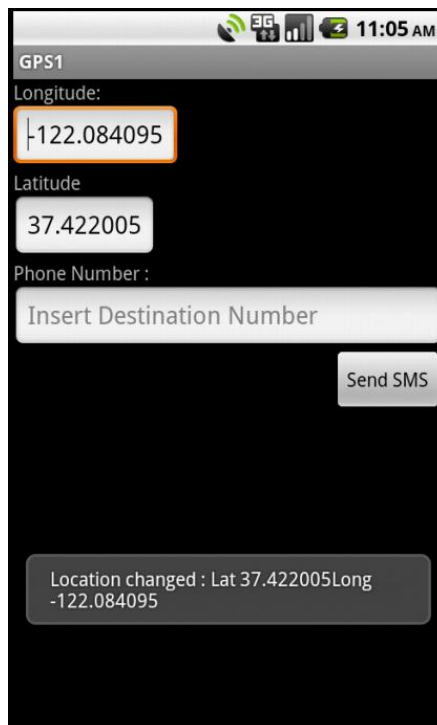 3G 11:05 AM
GPS1
Longitude:
-122.084095
Latitude
37.422005
Phone Number :
Insert Destination Number
Send SMS
Location changed : Lat 37.422005Long
-122.084095